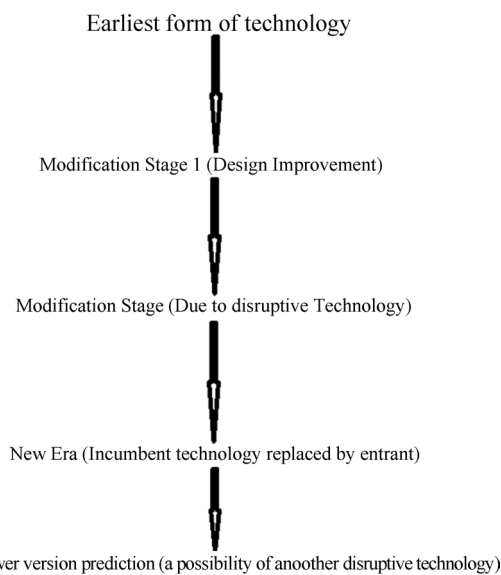 Earliest form of technology
Modification Stage 1 (Design Improvement)
Modification Stage (Due to disruptive Technology)
New Era (Incumbent technology replaced by entrant)
version prediction (a possibility of anoother disruptive technology)